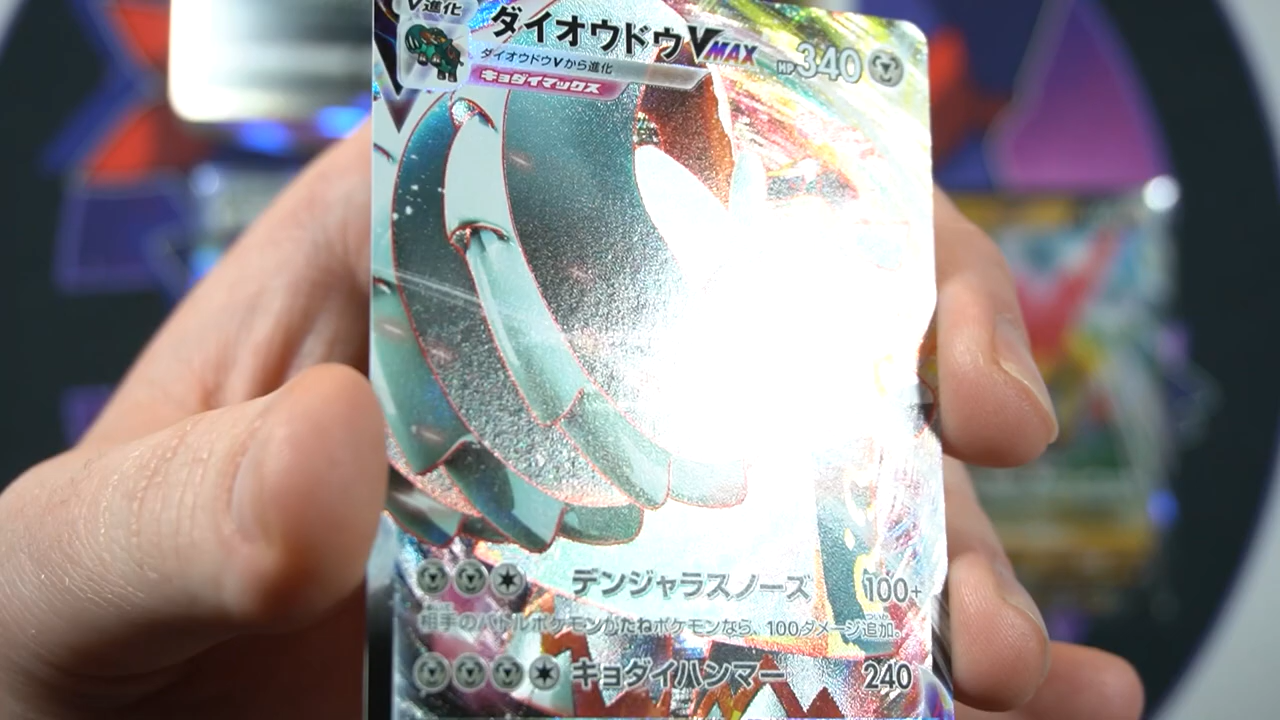 V進化
ダイオウドウVMAX HP340
ダイオウドウVから進化
キョダイマックス
デンジャラスノーズ 100+
相手のバトルポケモンがたねポケモンなら、100ダメージ追加。
キョダイハンマー 240